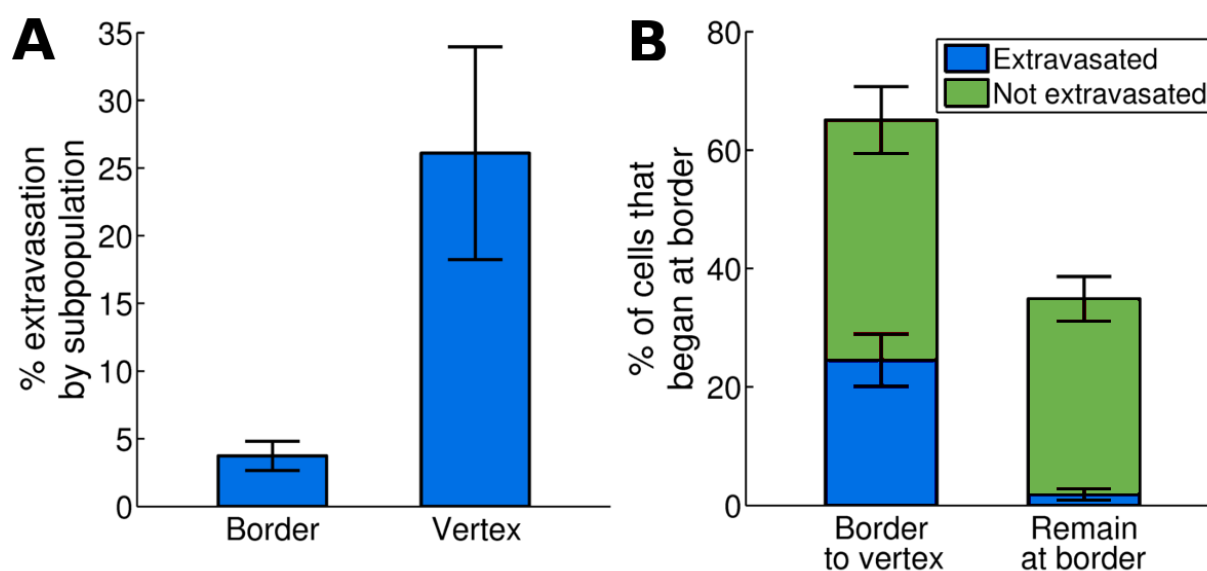 A
% extravasation
by subpopulation
35
30
25
20
15
10
5
0
Border
Vertex
B
% of cells that
began at border
80
60
40
20
0
Extravasated
Not extravasated
Border
to vertex
Remain
at border